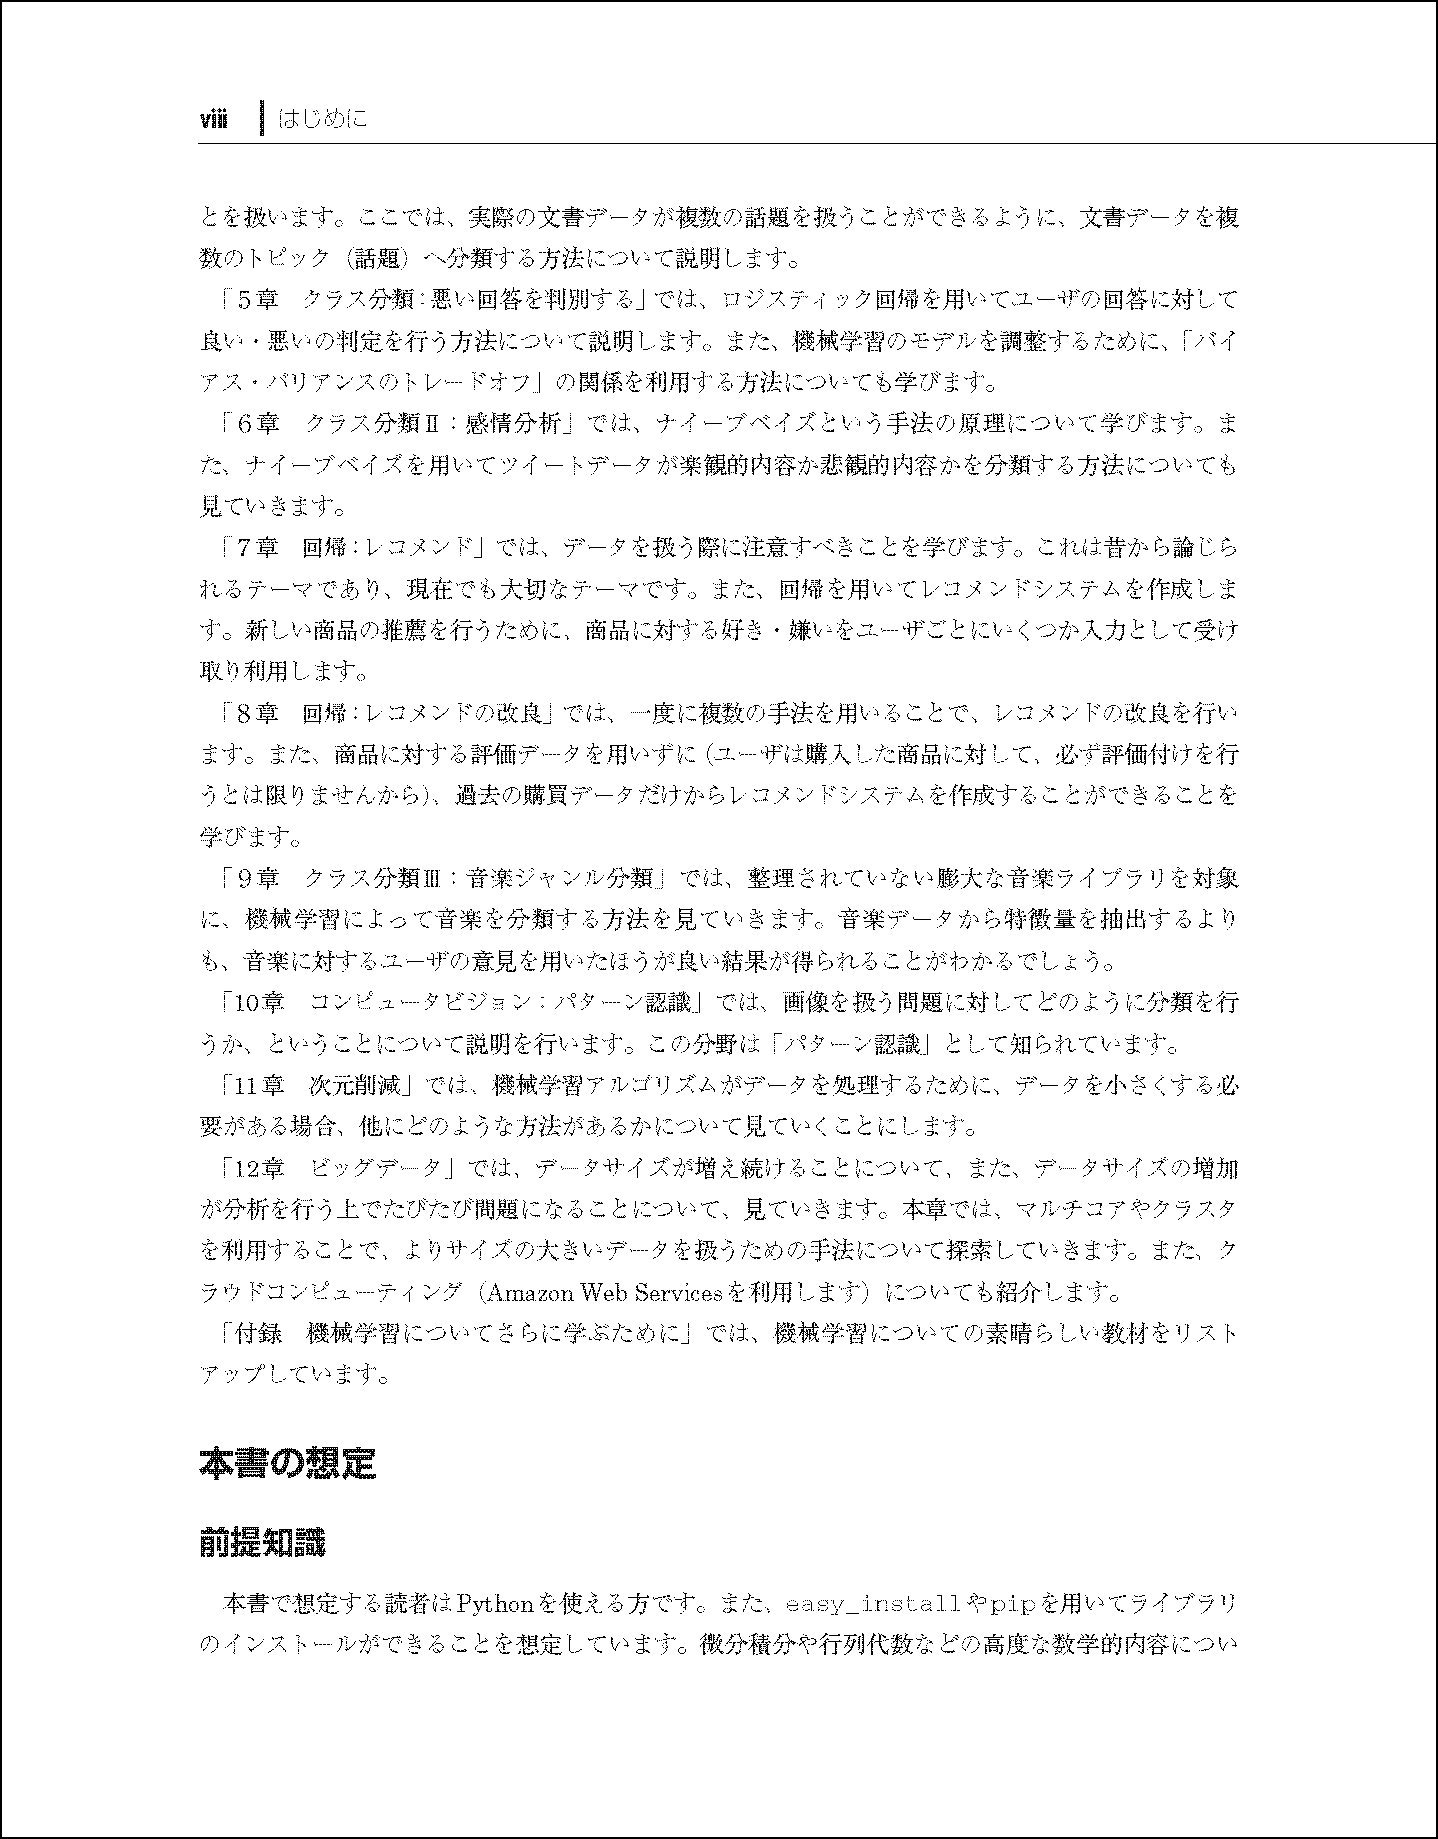 viii はじめに
とを扱います。ここでは、実際の文書データが複数の話題を扱うことができるように、文書データを複
数のトピック（話題）へ分類する方法について説明します。
「5章　クラス分類：悪い回答を判別する」では、ロジスティック回帰を用いてユーザの回答に対して
良い・悪いの判定を行う方法について説明します。また、機械学習のモデルを調整するために、「バイ
アス・バリアンスのトレードオフ」の関係を利用する方法についても学びます。
「6章　クラス分類Ⅱ：感情分析」では、ナイーブベイズという手法の原理について学びます。ま
た、ナイーブベイズを用いてツイートデータが楽観的内容か悲観的内容かを分類する方法についても
見ていきます。
「7章　回帰：レコメンド」では、データを扱う際に注意すべきことを学びます。これは昔から論じら
れるテーマであり、現在でも大切なテーマです。また、回帰を用いてレコメンドシステムを作成しま
す。新しい商品の推薦を行うために、商品に対する好き・嫌いをユーザごとにいくつか入力として受け
取り利用します。
「8章　回帰：レコメンドの改良」では、一度に複数の手法を用いることで、レコメンドの改良を行い
ます。また、商品に対する評価データを用いずに（ユーザは購入した商品に対して、必ず評価付けを行
うとは限りませんから）、過去の購買データだけからレコメンドシステムを作成することができることを
学びます。
「9章　クラス分類Ⅲ：音楽ジャンル分類」では、整理されていない膨大な音楽ライブラリを対象
に、機械学習によって音楽を分類する方法を見ていきます。音楽データから特徴量を抽出するより
も、音楽に対するユーザの意見を用いたほうが良い結果が得られることがわかるでしょう。
「10章　コンピュータビジョン：パターン認識」では、画像を扱う問題に対してどのように分類を行
うか、ということについて説明を行います。この分野は「パターン認識」として知られています。
「11章　次元削減」では、機械学習アルゴリズムがデータを処理するために、データを小さくする必
要がある場合、他にどのような方法があるかについて見ていくことにします。
「12章　ビッグデータ」では、データサイズが増え続けることについて、また、データサイズの増加
が分析を行う上でたびたび問題になることについて、見ていきます。本章では、マルチコアやクラスタ
を利用することで、よりサイズの大きいデータを扱うための手法について探索していきます。また、ク
ラウドコンピューティング（Amazon Web Servicesを利用します）についても紹介します。
「付録　機械学習についてさらに学ぶために」では、機械学習についての素晴らしい教材をリスト
アップしています。
本書の想定
前提知識
本書で想定する読者はPythonを使える方です。また、easy_installやpipを用いてライブラリ
のインストールができることを想定しています。微分積分や行列代数などの高度な数学的内容につい